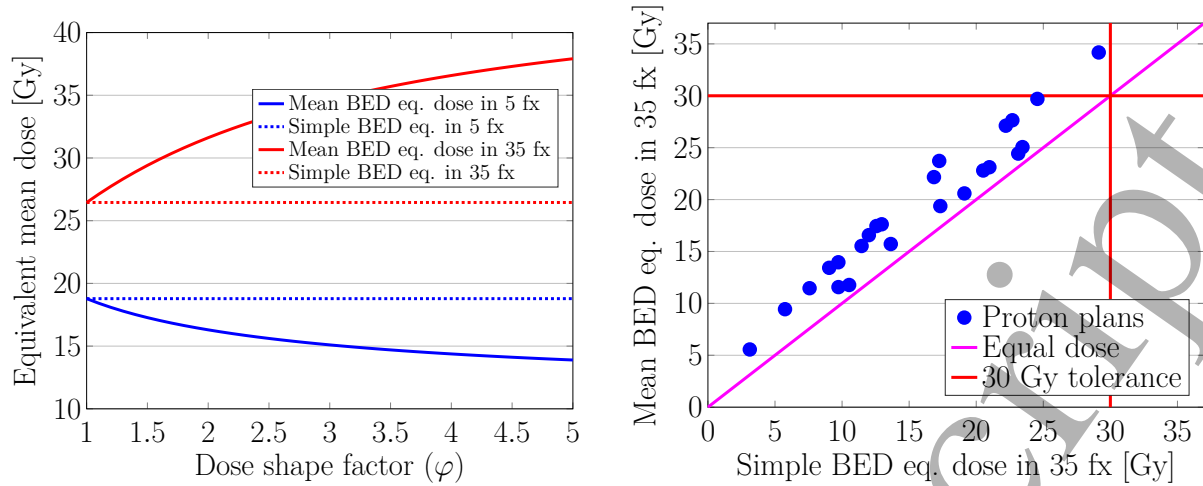 Equivalent mean dose [Gy]
40
35
30
25
20
15
10
Mean BED eq. dose in 5 fx
Simple BED eq. in 5 fx
Mean BED eq. dose in 35 fx
Simple BED eq. in 35 fx
1 1.5 2 2.5 3 3.5 4 4.5 5
Dose shape factor (φ)
Mean BED eq. dose in 35 fx [Gy]
35
30
25
20
15
10
5
0
Proton plans
Equal dose
30 Gy tolerance
0 5 10 15 20 25 30 35
Simple BED eq. dose in 35 fx [Gy]
cript